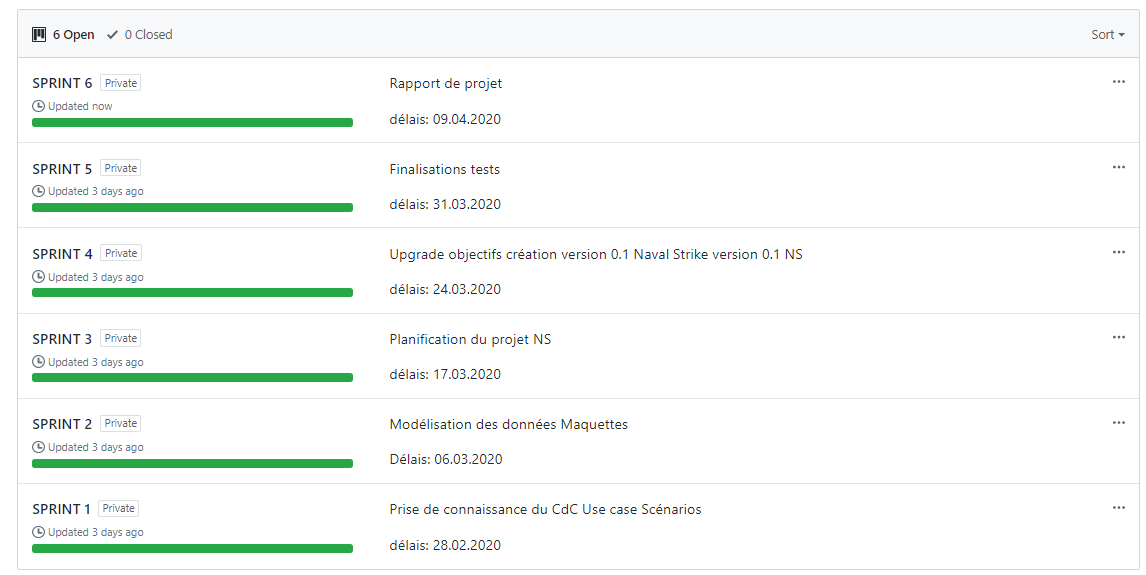 6 Open 0 Closed Sort
SPRINT 6 Private Rapport de projet
Updated now
délais: 09.04.2020
SPRINT 5 Private Finalisations tests
Updated 3 days ago
délais: 31.03.2020
SPRINT 4 Private Upgrade objectifs création version 0.1 Naval Strike version 0.1 NS
Updated 3 days ago
délais: 24.03.2020
SPRINT 3 Private Planification du projet NS
Updated 3 days ago
délais: 17.03.2020
SPRINT 2 Private Modélisation des données Maquettes
Updated 3 days ago
Délais: 06.03.2020
SPRINT 1 Private Prise de connaissance du CdC Use case Scénarios
Updated 3 days ago
délais: 28.02.2020